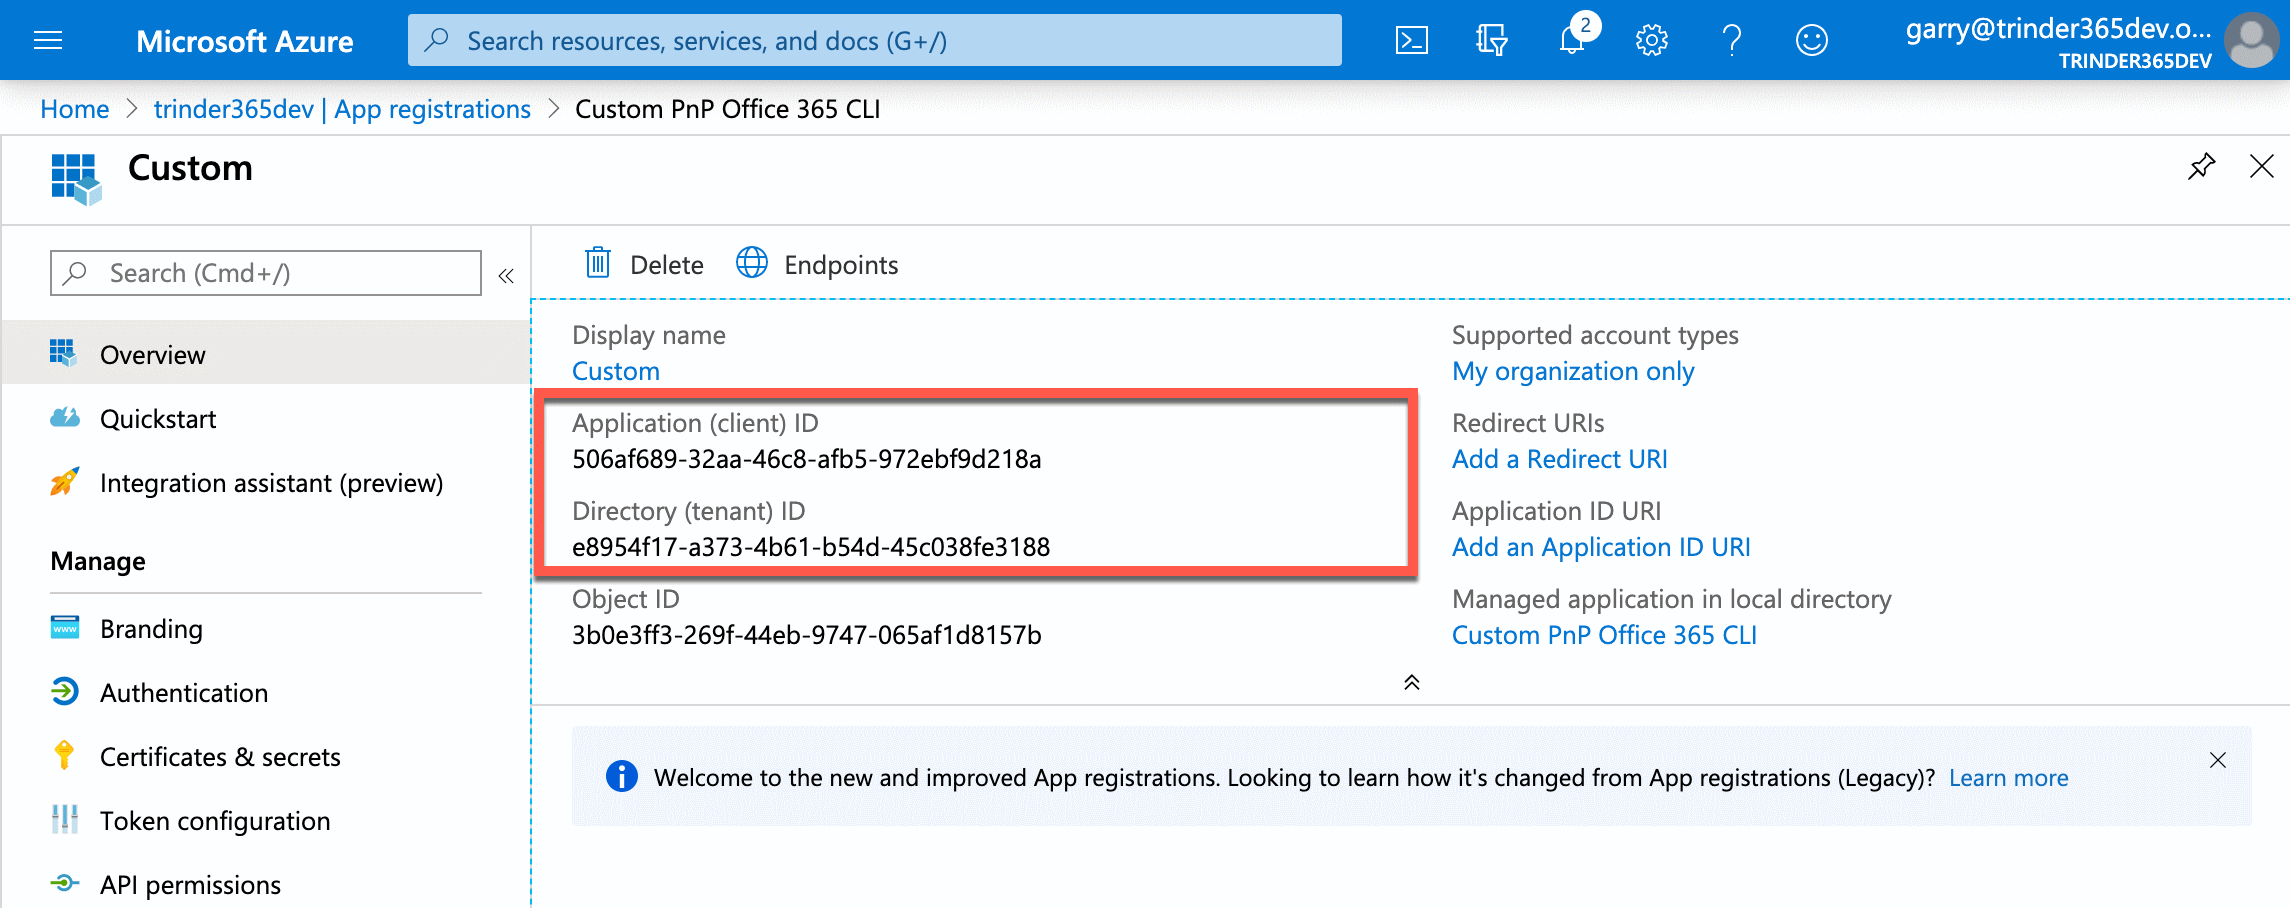 Microsoft Azure
Search resources, services, and docs (G+/)
2
garry@trinder365dev.o...
TRINDER365DEV
Home > trinder365dev | App registrations > Custom PnP Office 365 CLI
Custom
Search (Cmd+/)
«
Delete
Endpoints
Overview
Quickstart
Integration assistant (preview)
Manage
Branding
Authentication
Certificates & secrets
Token configuration
API permissions
Display name
Custom
Application (client) ID
506af689-32aa-46c8-afb5-972ebf9d218a
Directory (tenant) ID
e8954f17-a373-4b61-b54d-45c038fe3188
Object ID
3b0e3ff3-269f-44eb-9747-065af1d8157b
Supported account types
My organization only
Redirect URIs
Add a Redirect URI
Application ID URI
Add an Application ID URI
Managed application in local directory
Custom PnP Office 365 CLI
Welcome to the new and improved App registrations. Looking to learn how it's changed from App registrations (Legacy)? Learn more